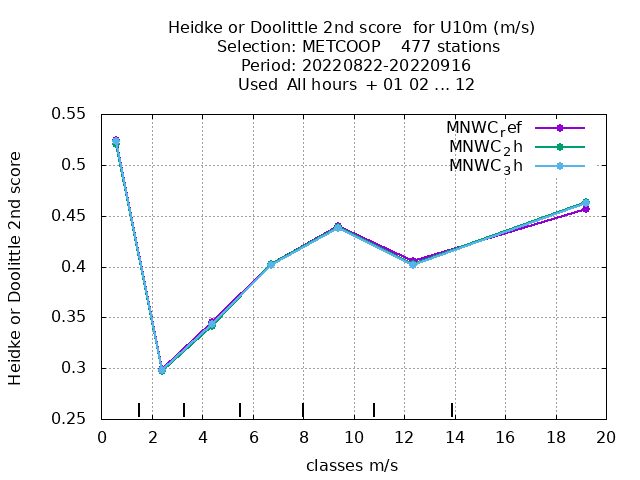 Heidke or Doolittle 2nd score  for U10m (m/s)
Selection: METCOOP    477 stations
Period: 20220822-20220916
Used  All hours  + 01 02 ... 12
MNWC_ref
MNWC_2h
MNWC_3h
Heidke or Doolittle 2nd score
0.55
0.5
0.45
0.4
0.35
0.3
0.25
0 2 4 6 8 10 12 14 16 18 20
classes m/s